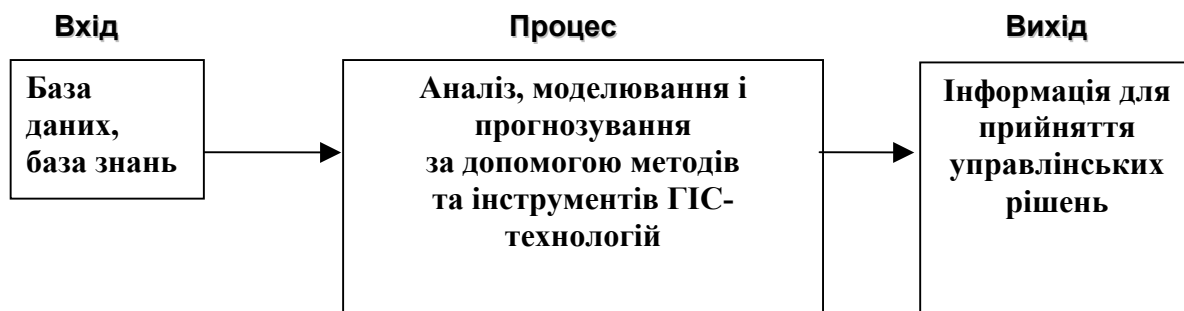 Вхід
Процес
Вихід
База
даних,
база знань
Аналіз, моделювання і
прогнозування
за допомогою методів
та інструментів ГІС-
технологій
Інформація для
прийняття
управлінських
рішень